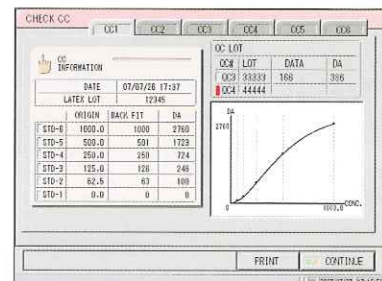 CHECK CC
CC1 CC2 CC3 CC4 CC5 CC6
CC
INFORMATION
DATE 07/07/26 17:37
LATEX LOT 12345
ORIGIN BACK FIT DA
STD-6 1000.0 1000 2760
STD-5 500.0 501 1723
STD-4 250.0 250 724
STD-3 125.0 126 246
STD-2 62.5 63 100
STD-1 0.0 0 0
QC LOT
QC# LOT DATA DA
QC3 33333 166 386
QC4 44444
DA
2760
0
1000.0
CONC.
PRINT CONTINUE